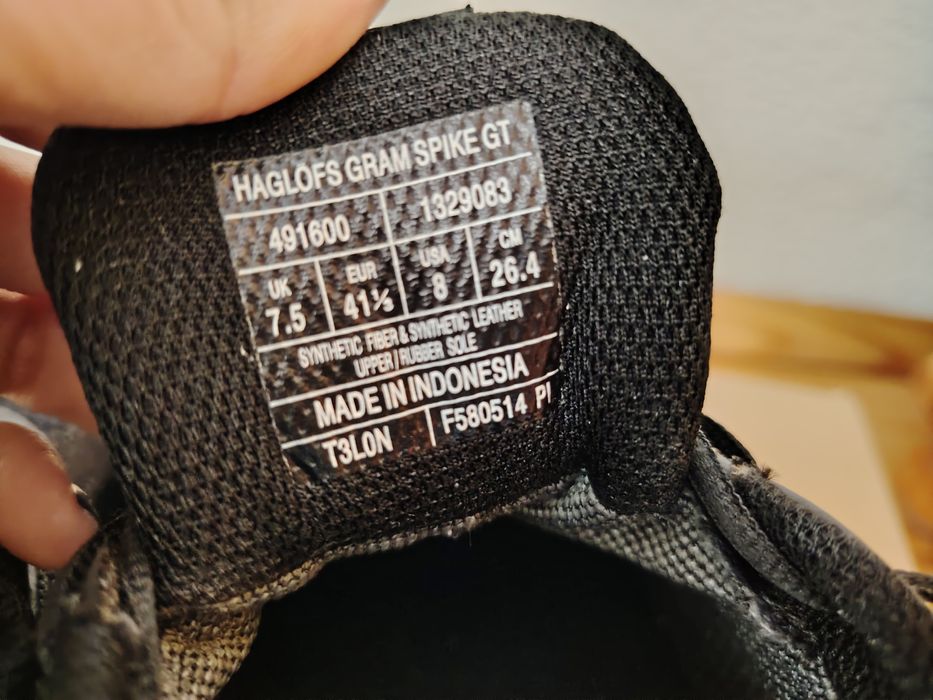 HAGLOFS GRAM SPIKE GT
491600 1329083
UK EUR USA CM
7.5 41⅓ 8 26.4
SYNTHETIC FIBER & SYNTHETIC LEATHER
UPPER / RUBBER SOLE
MADE IN INDONESIA
T3L0N F580514 PI